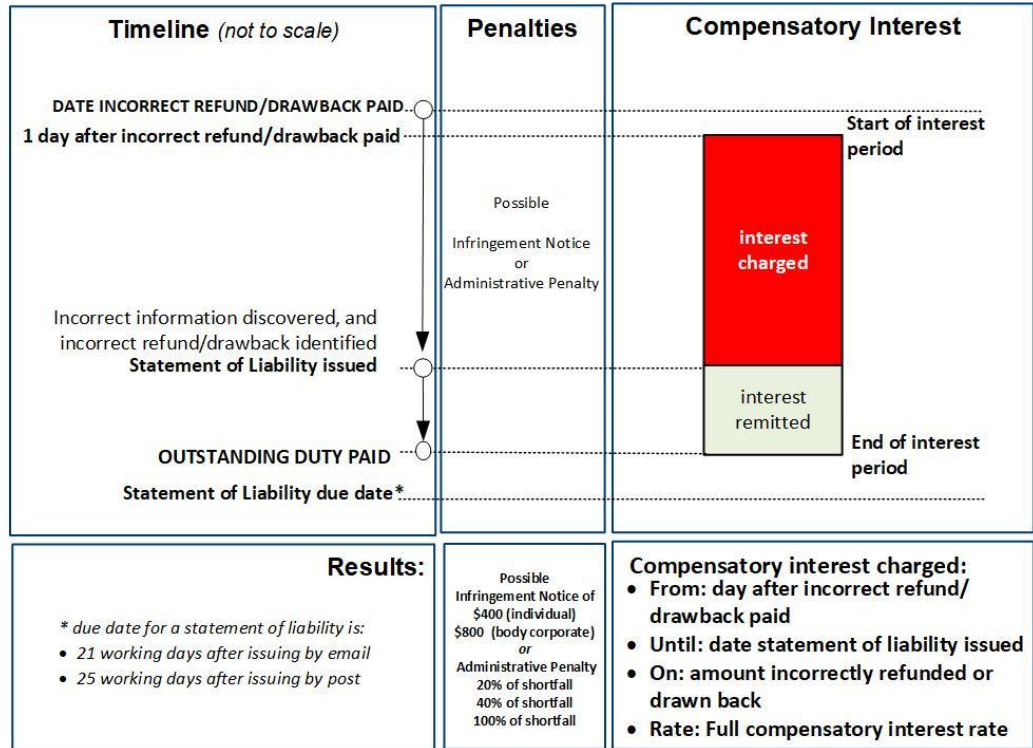 Timeline (not to scale)
DATE INCORRECT REFUND/DRAWBACK PAID
1 day after incorrect refund/drawback paid
Incorrect information discovered, and
incorrect refund/drawback identified
Statement of Liability issued
OUTSTANDING DUTY PAID
Statement of Liability due date*
Penalties
Possible
Infringement Notice
or
Administrative Penalty
Compensatory Interest
Start of interest
period
interest
charged
interest
remitted
End of interest
period
Results:
* due date for a statement of liability is:
• 21 working days after issuing by email
• 25 working days after issuing by post
Possible
Infringement Notice of
$400 (individual)
$800 (body corporate)
or
Administrative Penalty
20% of shortfall
40% of shortfall
100% of shortfall
Compensatory interest charged:
• From: day after incorrect refund/
drawback paid
• Until: date statement of liability issued
• On: amount incorrectly refunded or
drawn back
• Rate: Full compensatory interest rate